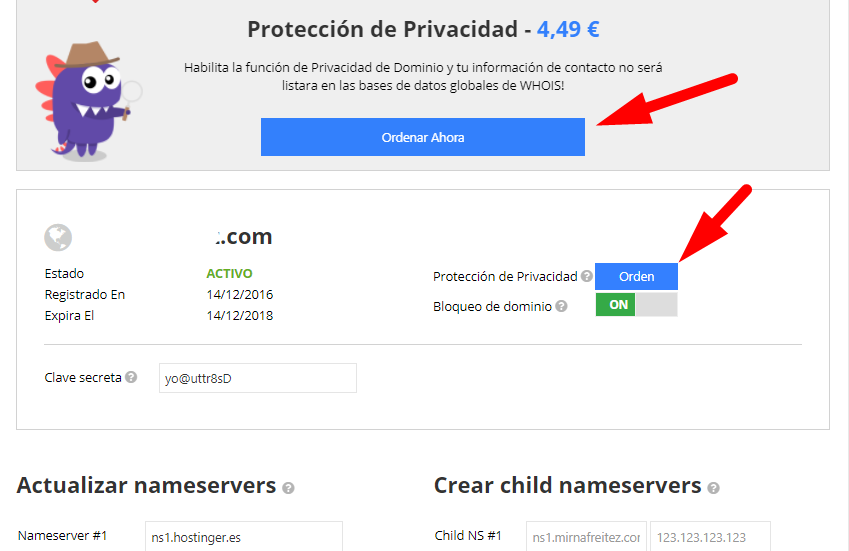 Protección de Privacidad - 4,49 €
Habilita la función de Privacidad de Dominio y tu información de contacto no será
listara en las bases de datos globales de WHOIS!
Ordenar Ahora
.com
Estado ACTIVO
Protección de Privacidad ? Orden
Registrado En 14/12/2016
Bloqueo de dominio ? ON
Expira El 14/12/2018
Clave secreta ? yo@uttr8sD
Actualizar nameservers ?
Crear child nameservers ?
Nameserver #1 ns1.hostinger.es
Child NS #1 ns1.mirnafreitez.cor 123.123.123.123